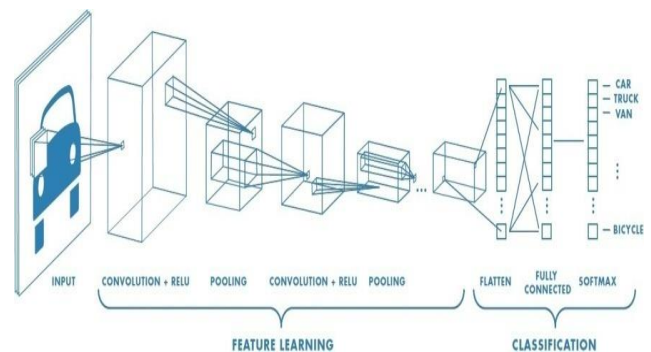 CAR
TRUCK
VAN
BICYCLE
INPUT CONVOLUTION + RELU POOLING CONVOLUTION + RELU POOLING FLATTEN FULLY CONNECTED SOFTMAX
FEATURE LEARNING CLASSIFICATION